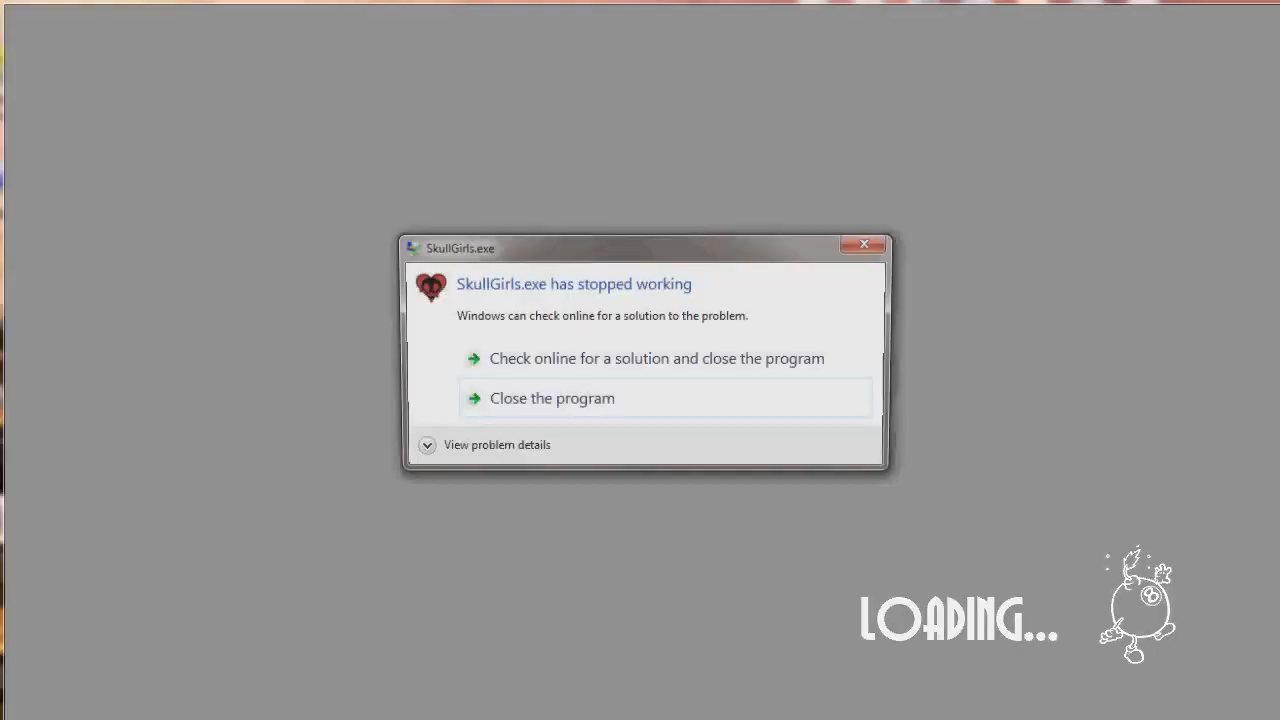 SkullGirls.exe
SkullGirls.exe has stopped working
Windows can check online for a solution to the problem.
Check online for a solution and close the program
Close the program
View problem details
LOADING...
8